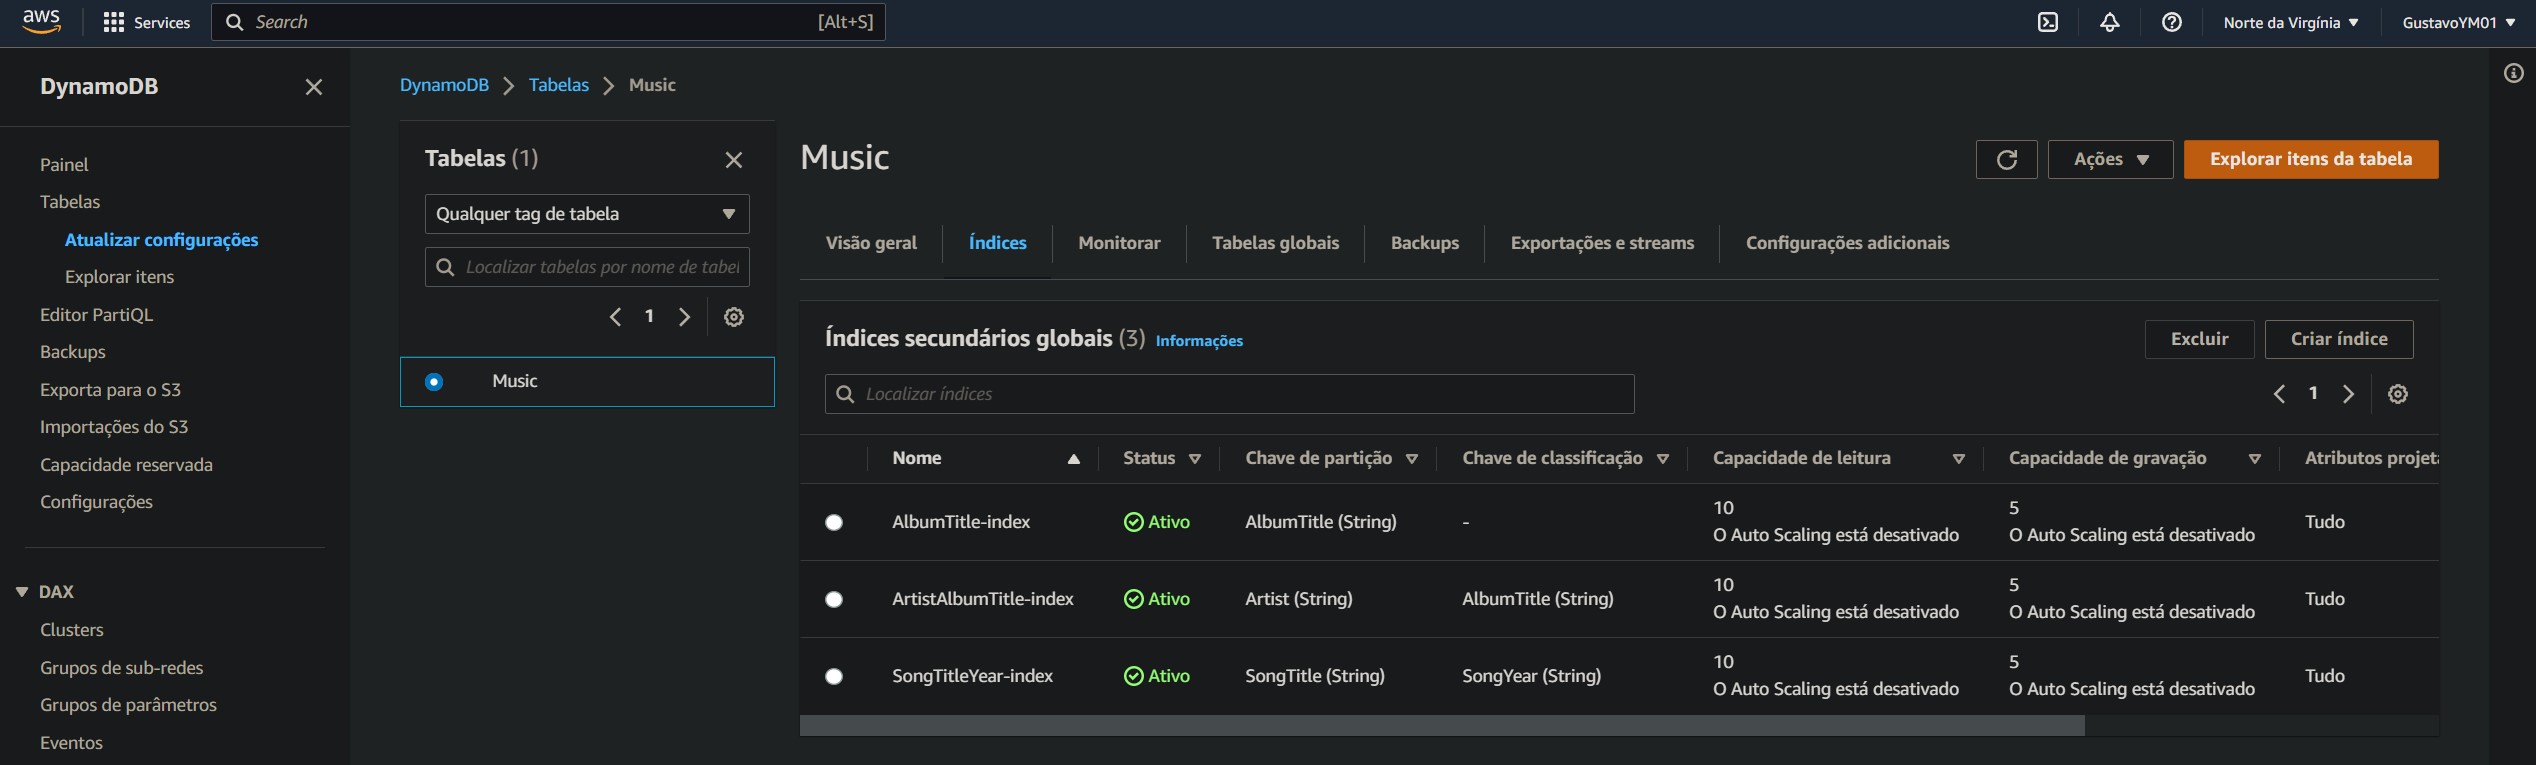 aws
Services
Search
[Alt+S]
Norte da Virgínia
GustavoYM01
DynamoDB
Painel
Tabelas
Atualizar configurações
Explorar itens
Editor PartiQL
Backups
Exporta para o S3
Importações do S3
Capacidade reservada
Configurações
DAX
Clusters
Grupos de sub-redes
Grupos de parâmetros
Eventos
DynamoDB
Tabelas
Music
Tabelas (1)
Qualquer tag de tabela
Localizar tabelas por nome de tabel
1
Music
Music
Ações
Explorar itens da tabela
Visão geral
Índices
Monitorar
Tabelas globais
Backups
Exportações e streams
Configurações adicionais
Índices secundários globais (3) Informações
Excluir
Criar índice
Localizar índices
1
Nome Status Chave de partição Chave de classificação Capacidade de leitura Capacidade de gravação Atributos projeta
AlbumTitle-index Ativo AlbumTitle (String) - 10 5 Tudo
O Auto Scaling está desativado O Auto Scaling está desativado
ArtistAlbumTitle-index Ativo Artist (String) AlbumTitle (String) 10 5 Tudo
O Auto Scaling está desativado O Auto Scaling está desativado
SongTitleYear-index Ativo SongTitle (String) SongYear (String) 10 5 Tudo
O Auto Scaling está desativado O Auto Scaling está desativado